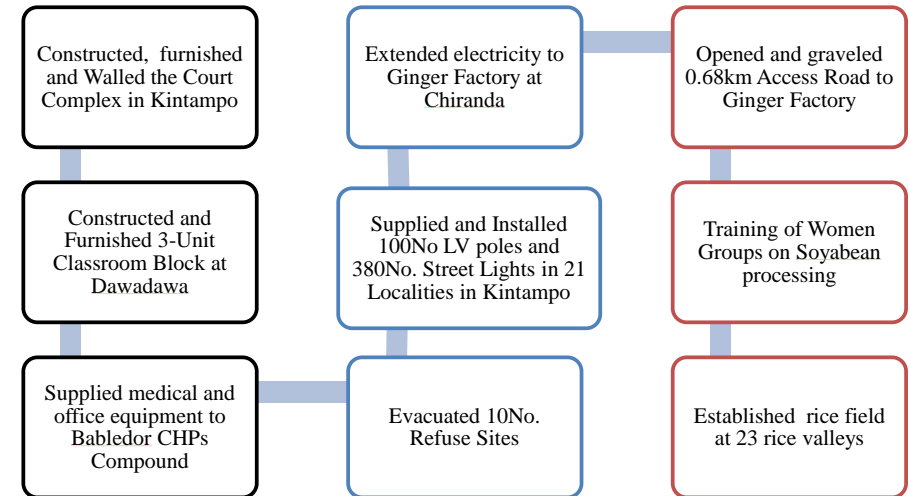 Constructed, furnished
and Walled the Court
Complex in Kintampo
Constructed and
Furnished 3-Unit
Classroom Block at
Dawadawa
Supplied medical and
office equipment to
Babledor CHPs
Compound
Evacuated 10No.
Refuse Sites
Supplied and Installed
100No LV poles and
380No. Street Lights in 21
Localities in Kintampo
Extended electricity to
Ginger Factory at
Chiranda
Opened and graveled
0.68km Access Road to
Ginger Factory
Training of Women
Groups on Soyabean
processing
Established rice field
at 23 rice valleys